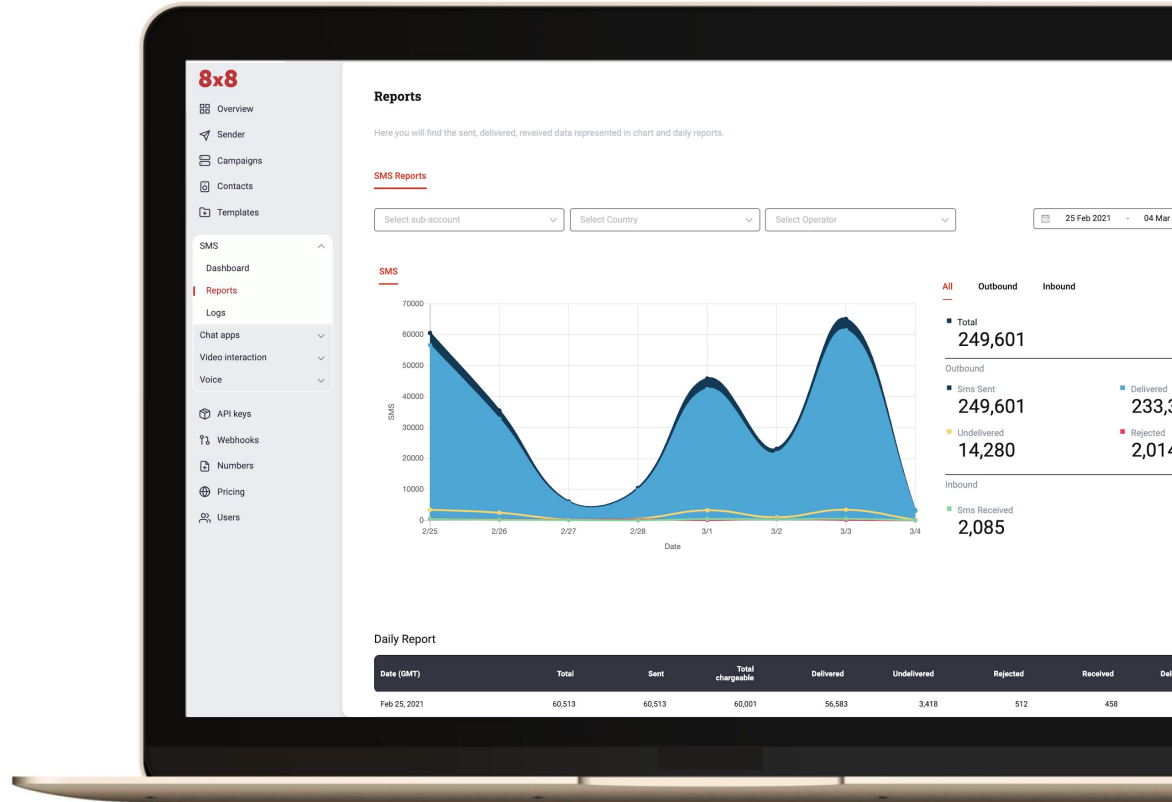 8x8
Overview
Sender
Campaigns
Contacts
Templates
SMS
Dashboard
Reports
Logs
Chat apps
Video interaction
Voice
API keys
Webhooks
Numbers
Pricing
Users
Reports
Here you will find the sent, delivered, reveived data represented in chart and daily reports.
SMS Reports
Select sub-account
Select Country
Select Operator
25 Feb 2021 - 04 Mar
SMS
70000
60000
50000
40000
30000
20000
10000
0
SMS
2/25 2/26 2/27 2/28 3/1 3/2 3/3 3/4
Date
All Outbound Inbound
Total
249,601
Outbound
Sms Sent Delivered
249,601 233,3
Undelivered Rejected
14,280 2,014
Inbound
Sms Received
2,085
Daily Report
Date (GMT) Total Sent Total chargeable Delivered Undelivered Rejected Received
Feb 25, 2021 60,513 60,513 60,001 56,583 3,418 512 458